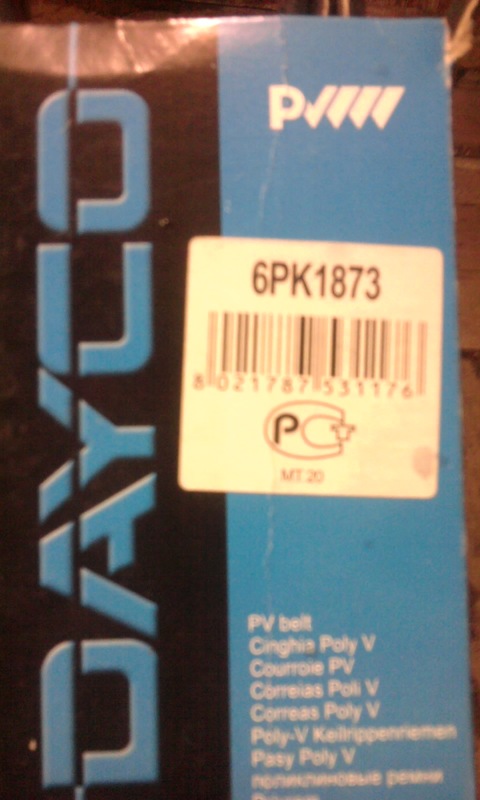 DAYCO
PV
6PK1873
8 021787 531176
PC
MT 20
PV belt
Cinghia Poly V
Courroie PV
Córreias Poli V
Correas Poly V
Poly-V Keilrippenriemen
Pasy Poly V
поликлиновые ремни